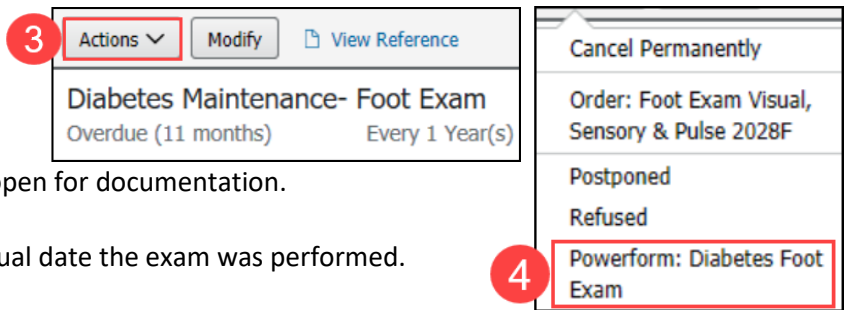 3
Actions Modify View Reference
Diabetes Maintenance- Foot Exam
Overdue (11 months) Every 1 Year(s)
open for documentation.
ual date the exam was performed.
Cancel Permanently
Order: Foot Exam Visual,
Sensory & Pulse 2028F
Postponed
Refused
4
Powerform: Diabetes Foot
Exam